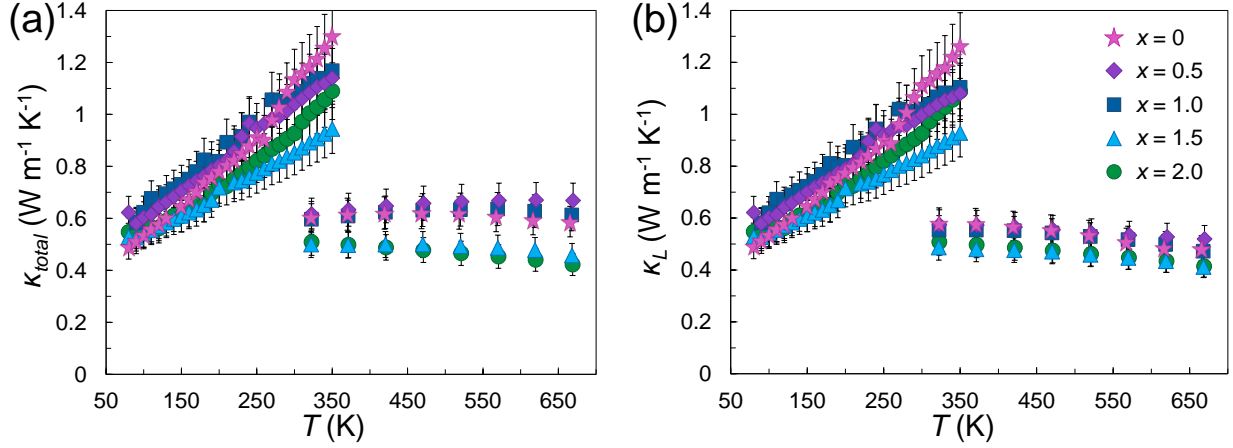 (a)
κtotal (W m⁻¹ K⁻¹)
1.4
1.2
1
0.8
0.6
0.4
0.2
0
50 150 250 350 450 550 650
T (K)
(b)
κL (W m⁻¹ K⁻¹)
1.4
1.2
1
0.8
0.6
0.4
0.2
0
50 150 250 350 450 550 650
T (K)
x = 0
x = 0.5
x = 1.0
x = 1.5
x = 2.0